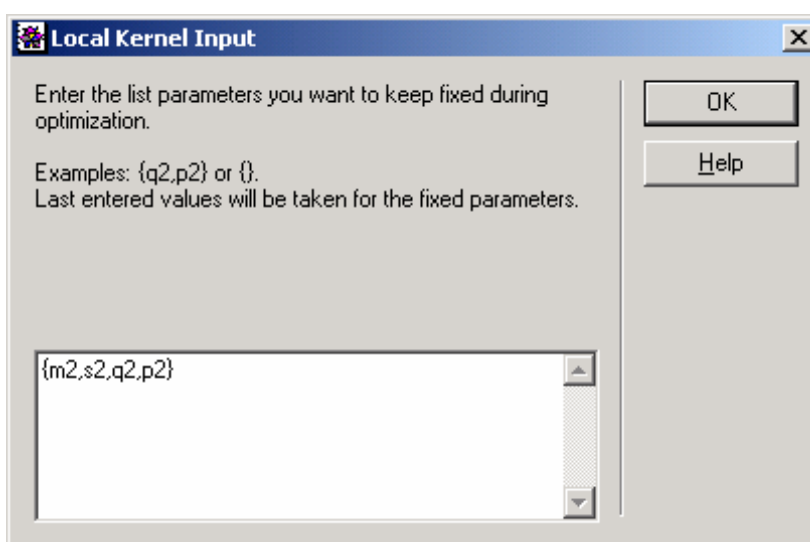 Local Kernel Input
Enter the list parameters you want to keep fixed during
optimization.
Examples: {q2,p2} or {}.
Last entered values will be taken for the fixed parameters.
{m2,s2,q2,p2}
OK
Help